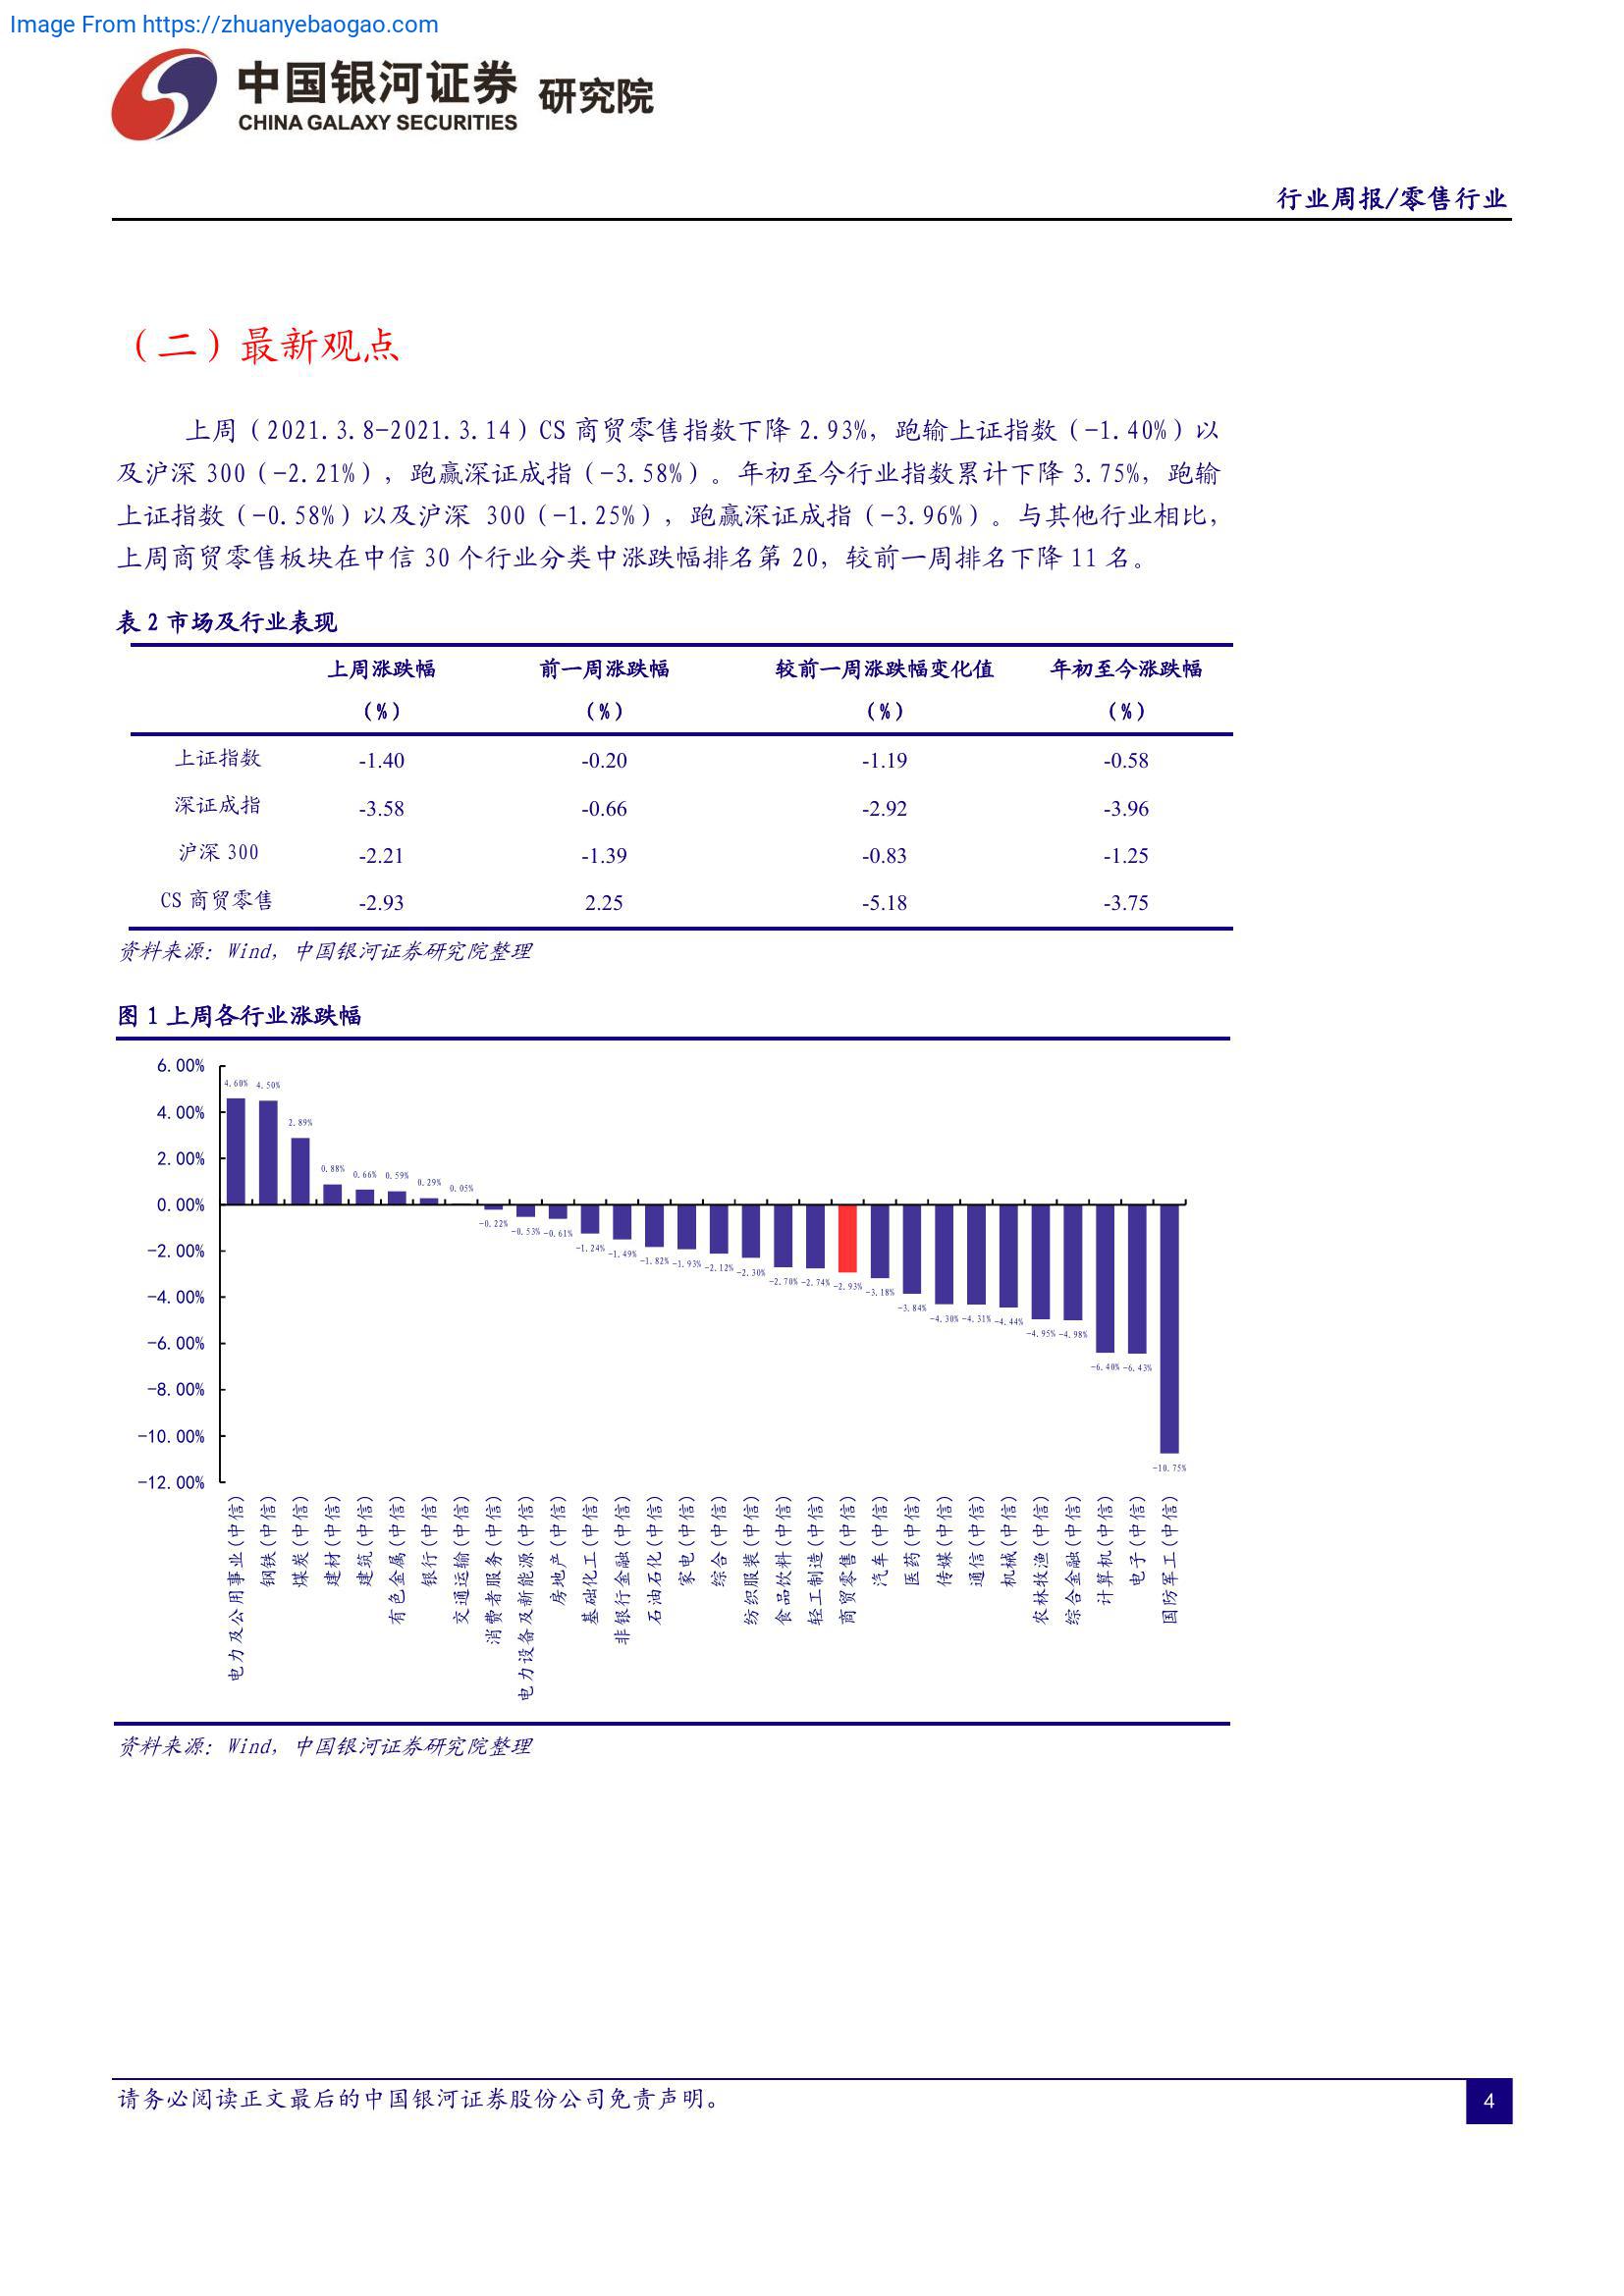 Image From https://zhuanyebaogao.com
中国银河证券 研究院
CHINA GALAXY SECURITIES
行业周报/零售行业
（二）最新观点
上周（2021.3.8-2021.3.14）CS 商贸零售指数下降 2.93%，跑输上证指数（-1.40%）以
及沪深 300（-2.21%），跑赢深证成指（-3.58%）。年初至今行业指数累计下降 3.75%，跑输
上证指数（-0.58%）以及沪深 300（-1.25%），跑赢深证成指（-3.96%）。与其他行业相比，
上周商贸零售板块在中信 30 个行业分类中涨跌幅排名第 20，较前一周排名下降 11 名。
表 2 市场及行业表现
上周涨跌幅 前一周涨跌幅 较前一周涨跌幅变化值 年初至今涨跌幅
（%） （%） （%） （%）
上证指数 -1.40 -0.20 -1.19 -0.58
深证成指 -3.58 -0.66 -2.92 -3.96
沪深 300 -2.21 -1.39 -0.83 -1.25
CS 商贸零售 -2.93 2.25 -5.18 -3.75
资料来源：Wind，中国银河证券研究院整理
图 1 上周各行业涨跌幅
6.00%
4.00%
2.00%
0.00%
-2.00%
-4.00%
-6.00%
-8.00%
-10.00%
-12.00%
4.60%
4.50%
2.89%
0.88%
0.66%
0.59%
0.29%
0.05%
-0.22%
-0.53%
-0.61%
-1.24%
-1.49%
-1.82%
-1.93%
-2.12%
-2.30%
-2.70%
-2.74%
-2.93%
-3.18%
-3.84%
-4.30%
-4.31%
-4.44%
-4.95%
-4.98%
-6.40%
-6.43%
-10.75%
电力及公用事业(中信)
钢铁(中信)
煤炭(中信)
建材(中信)
建筑(中信)
有色金属(中信)
银行(中信)
交通运输(中信)
消费者服务(中信)
电力设备及新能源(中信)
房地产(中信)
基础化工(中信)
非银行金融(中信)
石油石化(中信)
家电(中信)
综合(中信)
纺织服装(中信)
食品饮料(中信)
轻工制造(中信)
商贸零售(中信)
汽车(中信)
医药(中信)
传媒(中信)
通信(中信)
机械(中信)
农林牧渔(中信)
综合金融(中信)
计算机(中信)
电子(中信)
国防军工(中信)
资料来源：Wind，中国银河证券研究院整理
请务必阅读正文最后的中国银河证券股份公司免责声明。
4